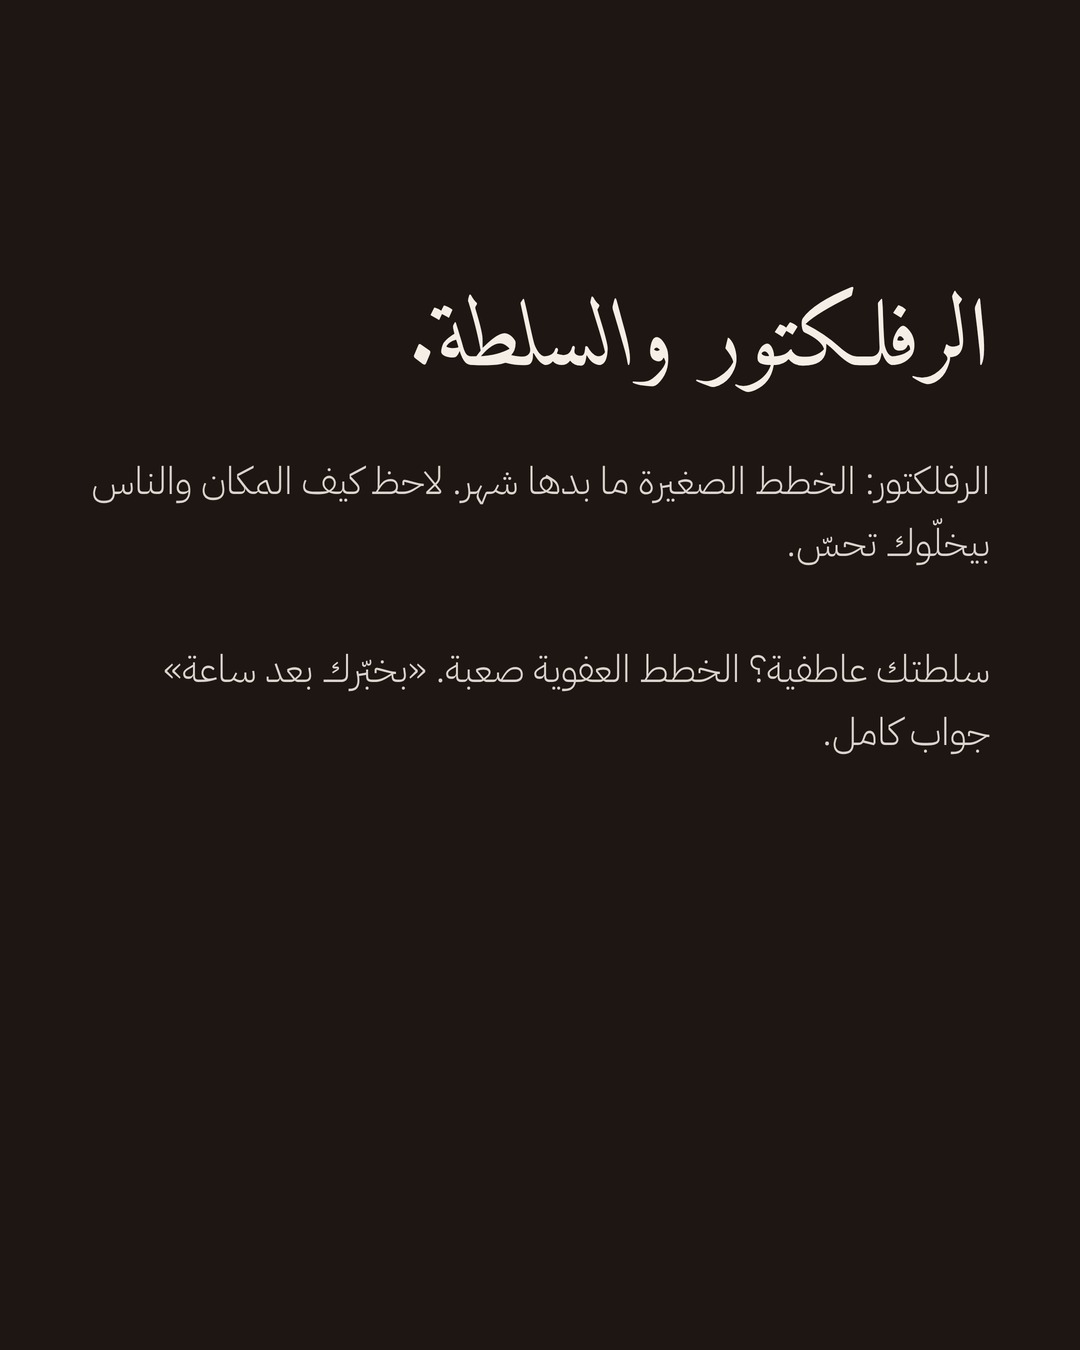 الرفلكتور والسلطة.
الرفلكتور: الخطط الصغيرة ما بدها شهر. لاحظ كيف المكان والناس
بيخلّوك تحسّ.
سلطتك عاطفية؟ الخطط العفوية صعبة. «بخبّرك بعد ساعة»
جواب كامل.